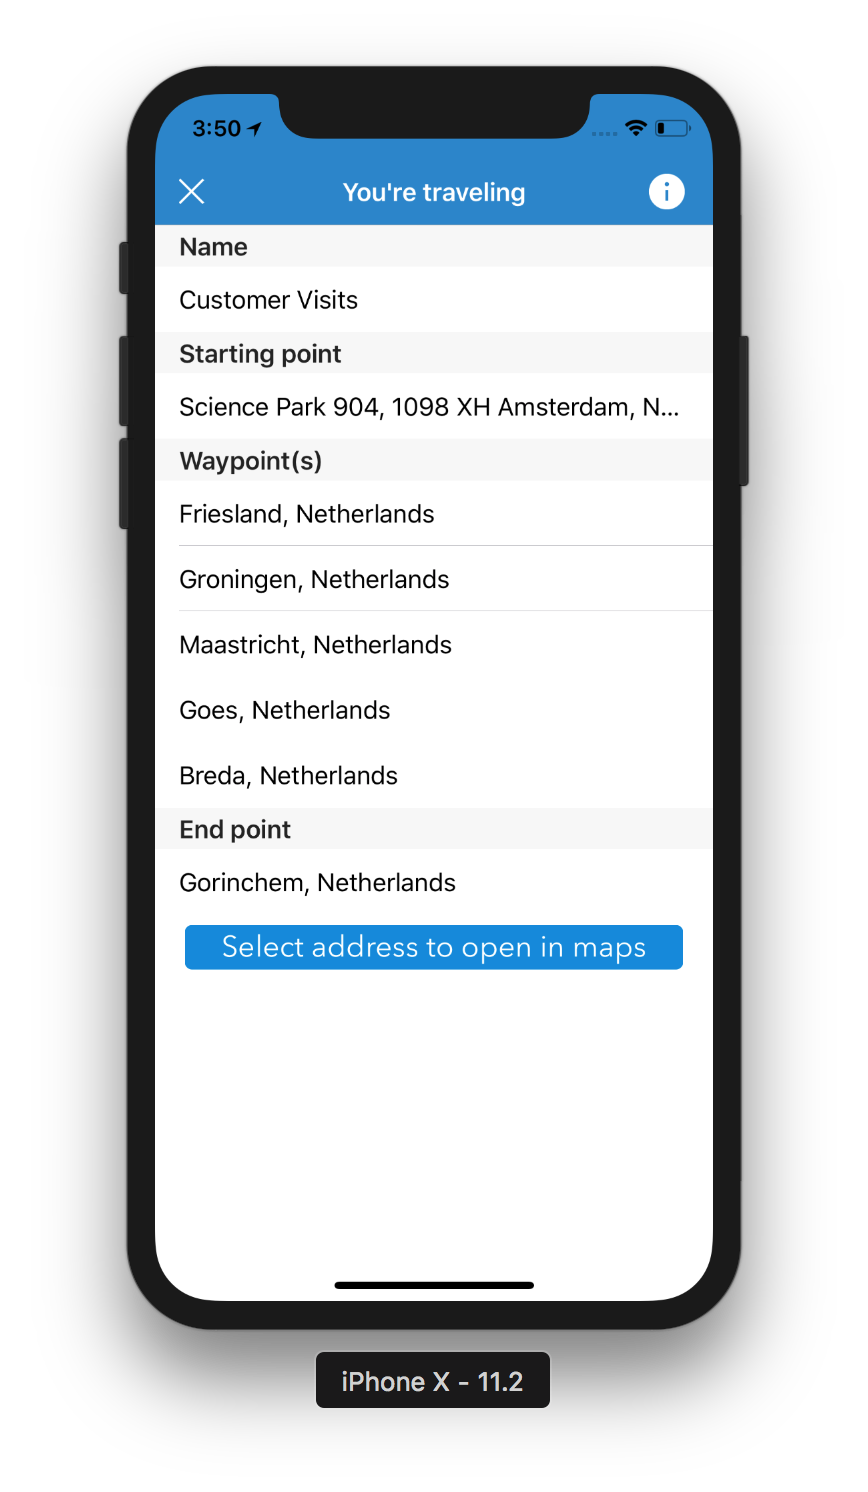 3:50
You're traveling
Name
Customer Visits
Starting point
Science Park 904, 1098 XH Amsterdam, N...
Waypoint(s)
Friesland, Netherlands
Groningen, Netherlands
Maastricht, Netherlands
Goes, Netherlands
Breda, Netherlands
End point
Gorinchem, Netherlands
Select address to open in maps
iPhone X - 11.2